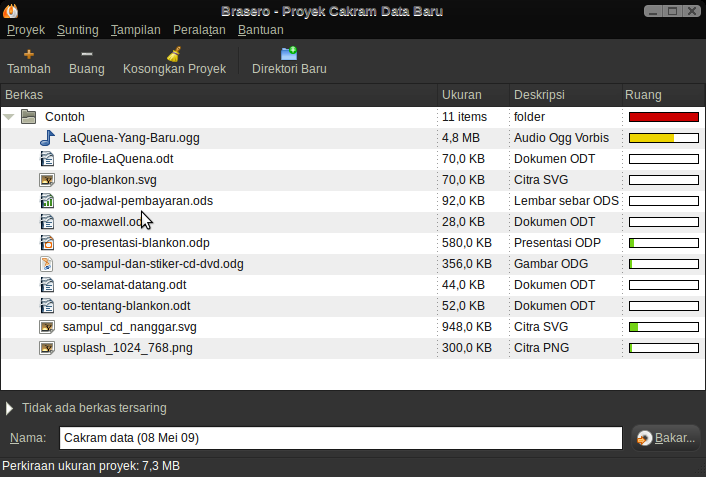 Brasero - Proyek Cakram Data Baru
Proyek Sunting Tampilan Peralatan Bantuan
Tambah Buang Kosongkan Proyek Direktori Baru
Berkas Ukuran Deskripsi Ruang
Contoh 11 items folder
LaQuena-Yang-Baru.ogg 4,8 MB Audio Ogg Vorbis
Profile-LaQuena.odt 70,0 KB Dokumen ODT
logo-blankon.svg 70,0 KB Citra SVG
oo-jadwal-pembayaran.ods 92,0 KB Lembar sebar ODS
oo-maxwell.odt 28,0 KB Dokumen ODT
oo-presentasi-blankon.odp 580,0 KB Presentasi ODP
oo-sampul-dan-stiker-cd-dvd.odg 356,0 KB Gambar ODG
oo-selamat-datang.odt 44,0 KB Dokumen ODT
oo-tentang-blankon.odt 52,0 KB Dokumen ODT
sampul_cd_nanggar.svg 948,0 KB Citra SVG
usplash_1024_768.png 300,0 KB Citra PNG
Tidak ada berkas tersaring
Nama: Cakram data (08 Mei 09) Bakar...
Perkiraan ukuran proyek: 7,3 MB